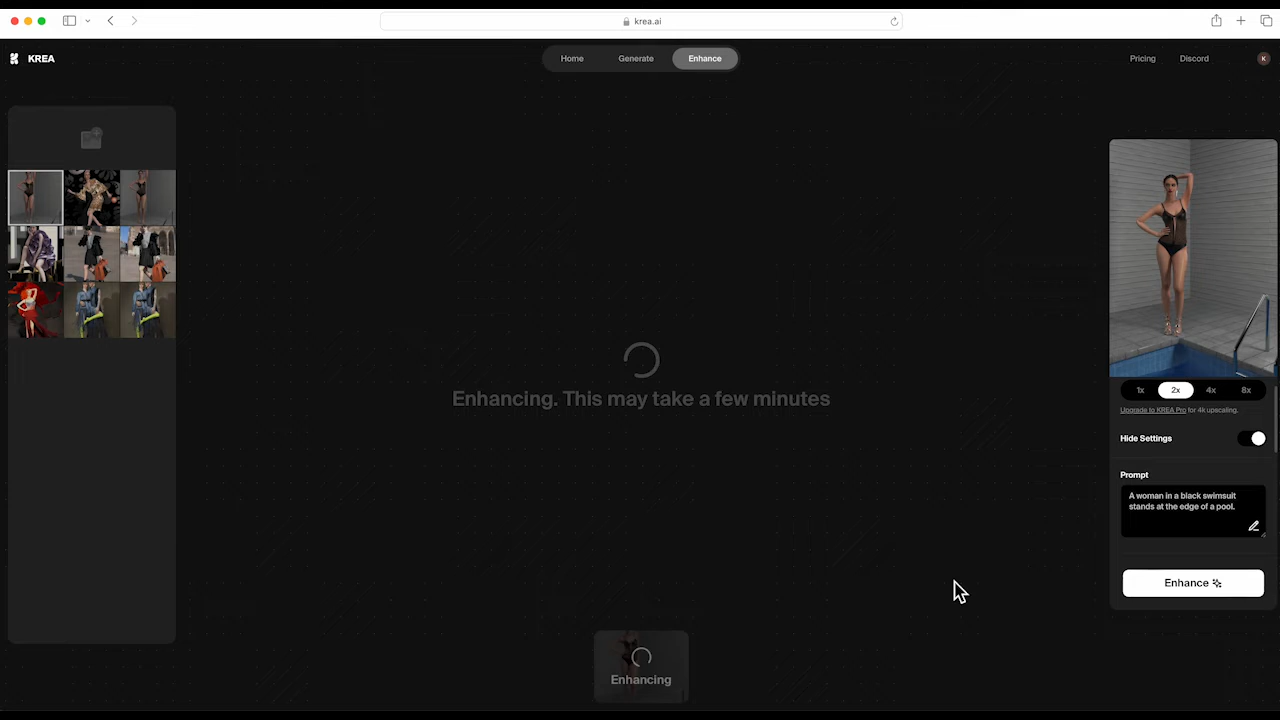 krea.ai
KREA
Home
Generate
Enhance
Pricing
Discord
K
Enhancing. This may take a few minutes
1x
2x
4x
8x
Upgrade to KREA Pro for 4k upscaling.
Hide Settings
Prompt
A woman in a black swimsuit
stands at the edge of a pool.
Enhance
Enhancing